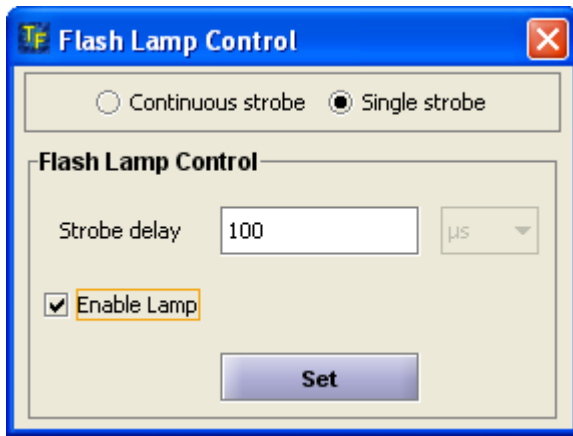 TF Flash Lamp Control
Continuous strobe Single strobe
Flash Lamp Control
Strobe delay 100 µs
Enable Lamp
Set